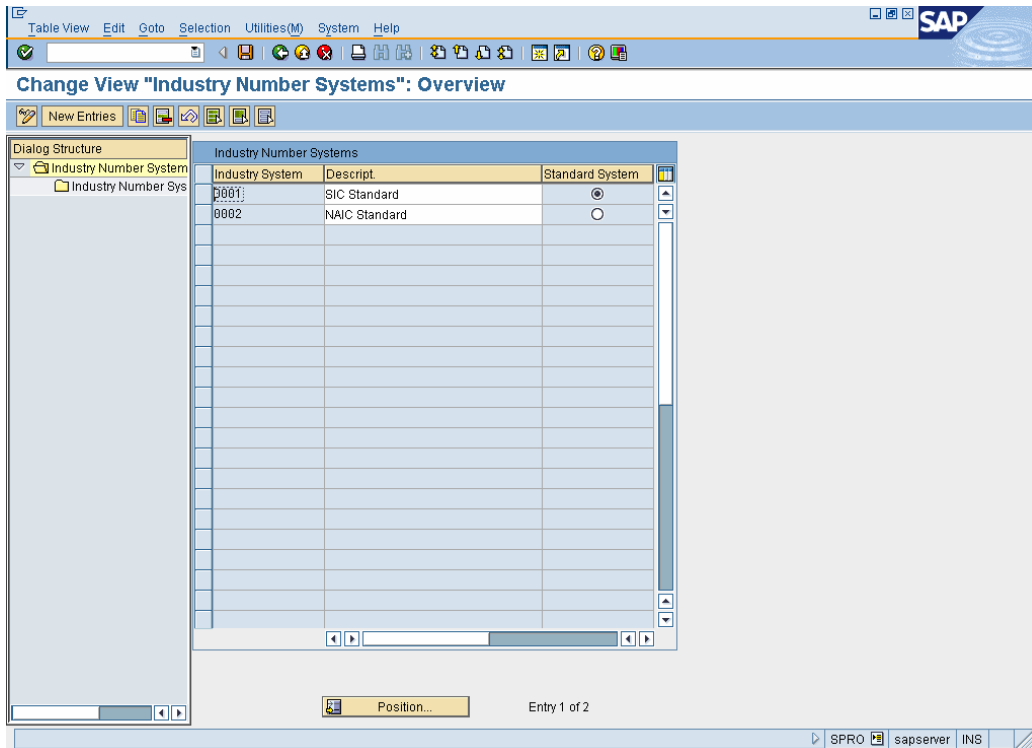 Table View Edit Goto Selection Utilities(M) System Help
SAP
Change View "Industry Number Systems": Overview
New Entries
Dialog Structure
Industry Number System
Industry Number Sys
Industry Number Systems
Industry System Descript. Standard System
0001 SIC Standard
0002 NAIC Standard
Position... Entry 1 of 2
SPRO sapserver INS